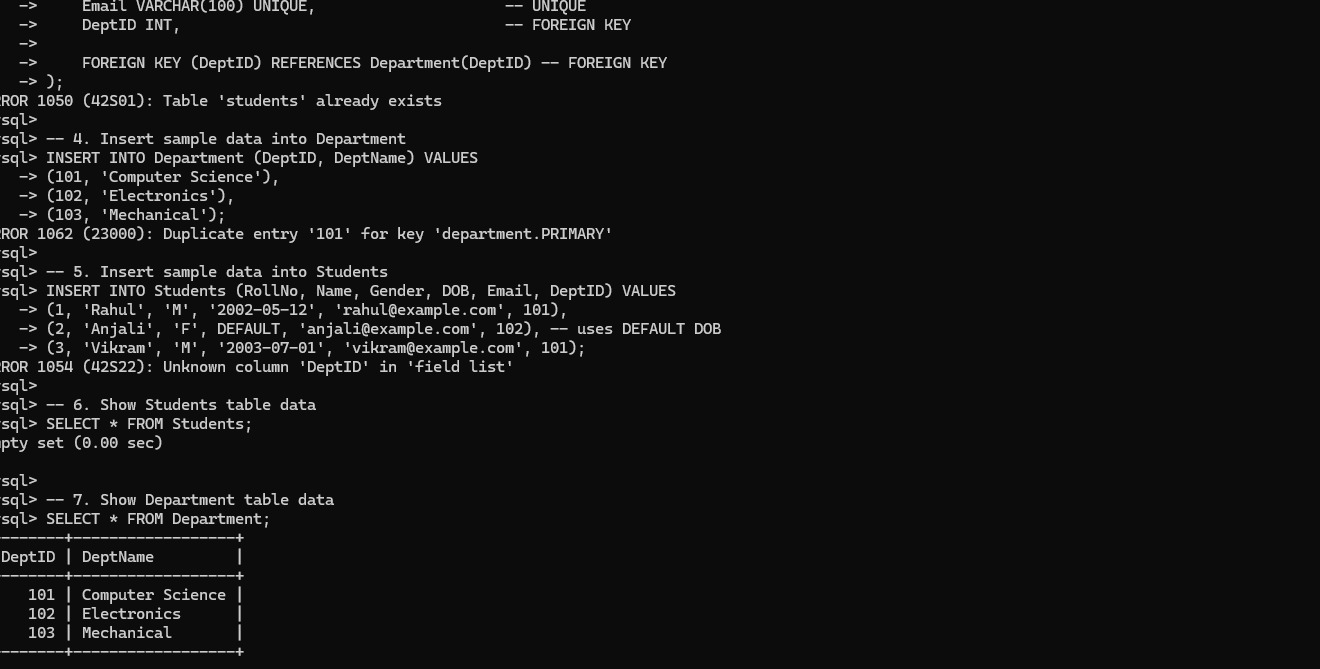 ->     Email VARCHAR(100) UNIQUE,                     -- UNIQUE
->     DeptID INT,                                    -- FOREIGN KEY
->
->     FOREIGN KEY (DeptID) REFERENCES Department(DeptID) -- FOREIGN KEY
-> );
ROR 1050 (42S01): Table 'students' already exists
sql>
sql> -- 4. Insert sample data into Department
sql> INSERT INTO Department (DeptID, DeptName) VALUES
-> (101, 'Computer Science'),
-> (102, 'Electronics'),
-> (103, 'Mechanical');
ROR 1062 (23000): Duplicate entry '101' for key 'department.PRIMARY'
sql>
sql> -- 5. Insert sample data into Students
sql> INSERT INTO Students (RollNo, Name, Gender, DOB, Email, DeptID) VALUES
-> (1, 'Rahul', 'M', '2002-05-12', 'rahul@example.com', 101),
-> (2, 'Anjali', 'F', DEFAULT, 'anjali@example.com', 102), -- uses DEFAULT DOB
-> (3, 'Vikram', 'M', '2003-07-01', 'vikram@example.com', 101);
ROR 1054 (42S22): Unknown column 'DeptID' in 'field list'
sql>
sql> -- 6. Show Students table data
sql> SELECT * FROM Students;
pty set (0.00 sec)
sql>
sql> -- 7. Show Department table data
sql> SELECT * FROM Department;
-------+------------------+
DeptID | DeptName         |
-------+------------------+
   101 | Computer Science |
   102 | Electronics      |
   103 | Mechanical       |
-------+------------------+